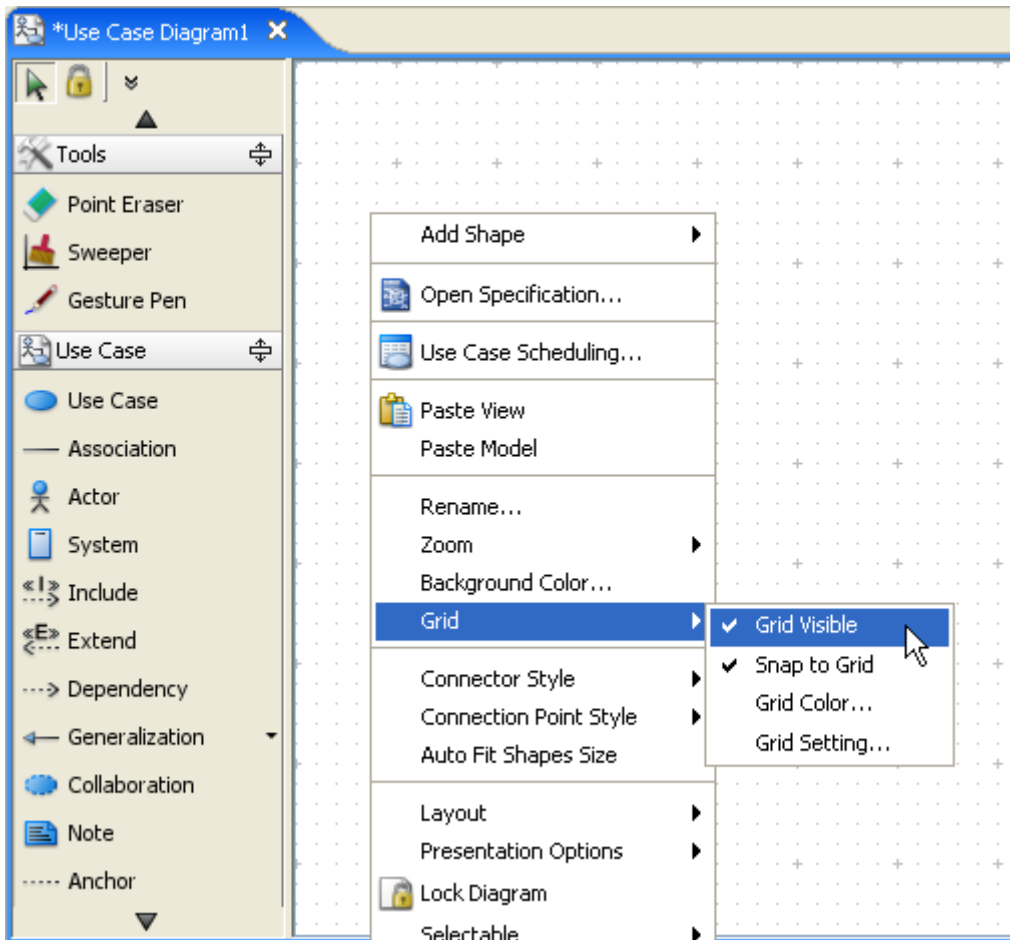 *Use Case Diagram1
Tools
Point Eraser
Sweeper
Gesture Pen
Use Case
Use Case
Association
Actor
System
«I»
Include
«E»
Extend
Dependency
Generalization
Collaboration
Note
Anchor
Add Shape
Open Specification...
Use Case Scheduling...
Paste View
Paste Model
Rename...
Zoom
Background Color...
Grid
Connector Style
Connection Point Style
Auto Fit Shapes Size
Layout
Presentation Options
Lock Diagram
Selectable
Grid Visible
Snap to Grid
Grid Color...
Grid Setting...